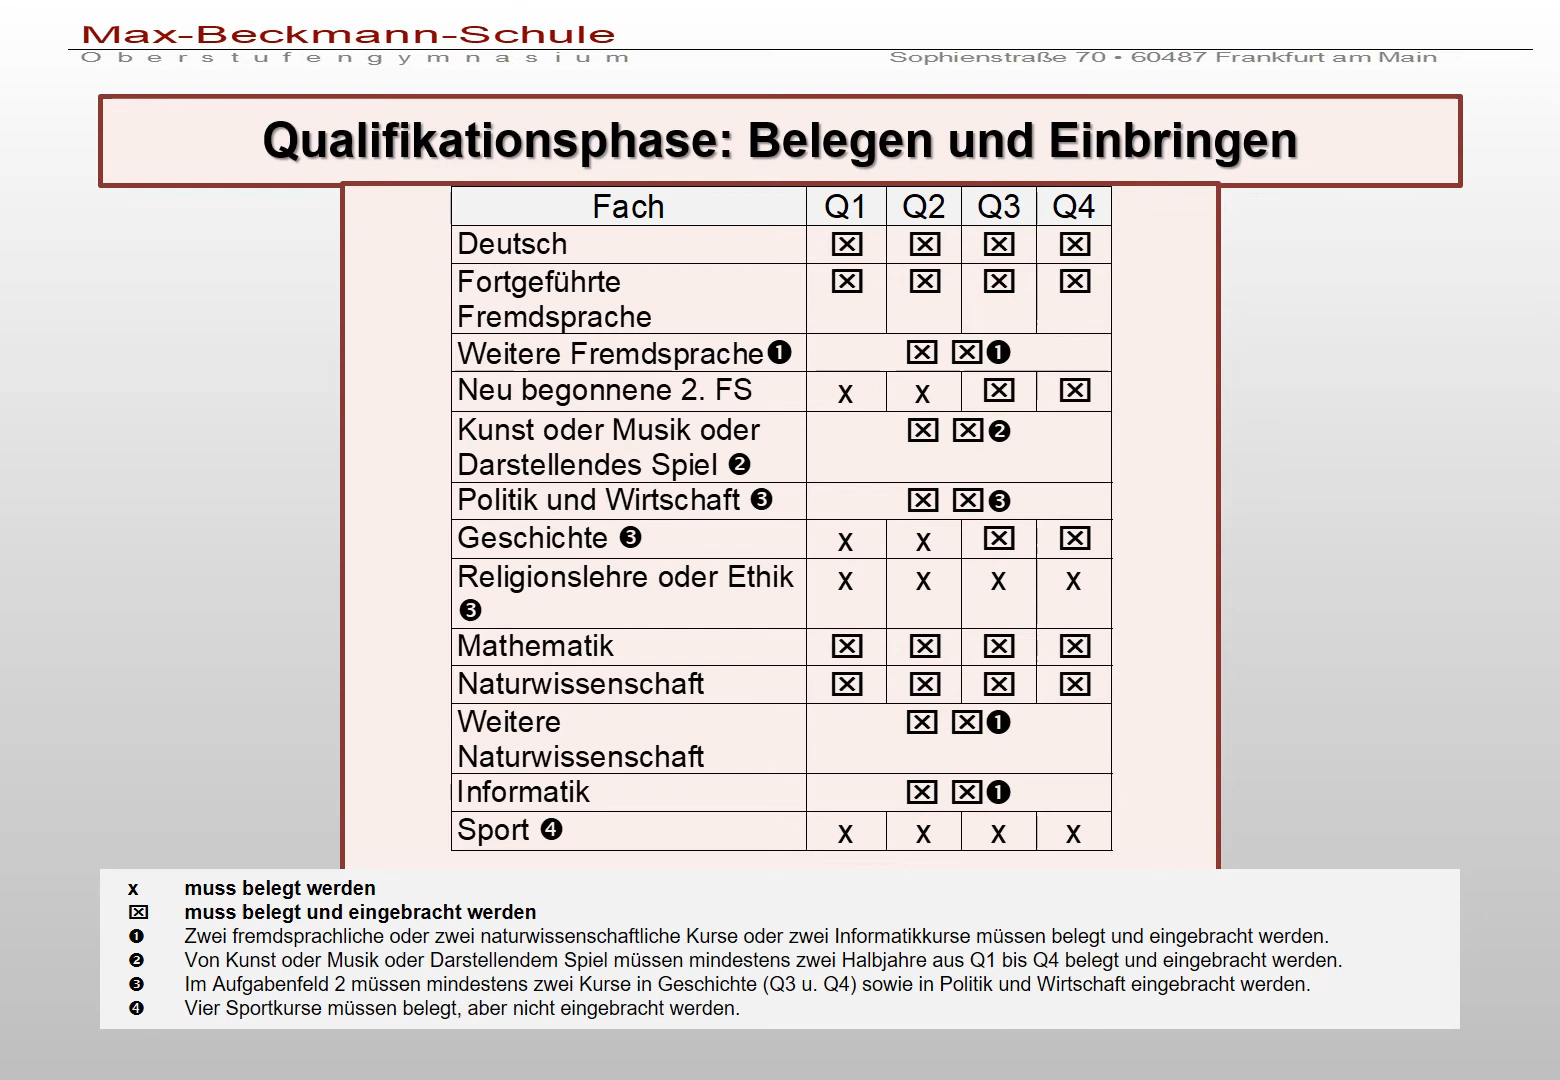 Max-Beckmann-Schule
Oberstufengymnasium Sophienstraße 70 • 60487 Frankfurt am Main
Qualifikationsphase: Belegen und Einbringen
Fach Q1 Q2 Q3 Q4
Deutsch ☒ ☒ ☒ ☒
Fortgeführte ☒ ☒ ☒ ☒
Fremdsprache
Weitere Fremdsprache❶ ☒ ☒❶
Neu begonnene 2. FS x x ☒ ☒
Kunst oder Musik oder ☒ ☒❷
Darstellendes Spiel ❷
Politik und Wirtschaft ❸ ☒ ☒❸
Geschichte ❸ x x ☒ ☒
Religionslehre oder Ethik x x x x
❸
Mathematik ☒ ☒ ☒ ☒
Naturwissenschaft ☒ ☒ ☒ ☒
Weitere ☒ ☒❶
Naturwissenschaft
Informatik ☒ ☒❶
Sport ❹ x x x x
x muss belegt werden
☒ muss belegt und eingebracht werden
❶ Zwei fremdsprachliche oder zwei naturwissenschaftliche Kurse oder zwei Informatikkurse müssen belegt und eingebracht werden.
❷ Von Kunst oder Musik oder Darstellendem Spiel müssen mindestens zwei Halbjahre aus Q1 bis Q4 belegt und eingebracht werden.
❸ Im Aufgabenfeld 2 müssen mindestens zwei Kurse in Geschichte (Q3 u. Q4) sowie in Politik und Wirtschaft eingebracht werden.
❹ Vier Sportkurse müssen belegt, aber nicht eingebracht werden.